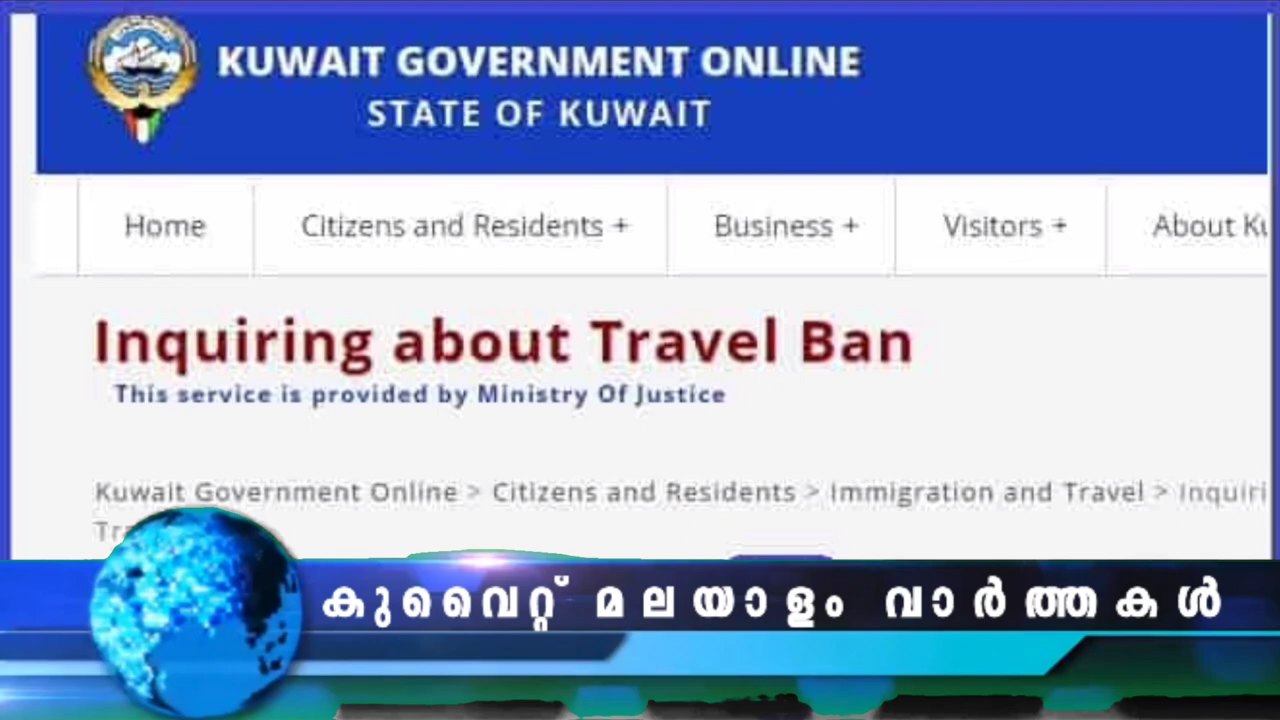 KUWAIT GOVERNMENT ONLINE
STATE OF KUWAIT
Home Citizens and Residents + Business + Visitors + About
Inquiring about Travel Ban
This service is provided by Ministry Of Justice
Kuwait Government Online > Citizens and Residents > Immigration and Travel >
കുവൈറ്റ് മലയാളം വാർത്തകൾ